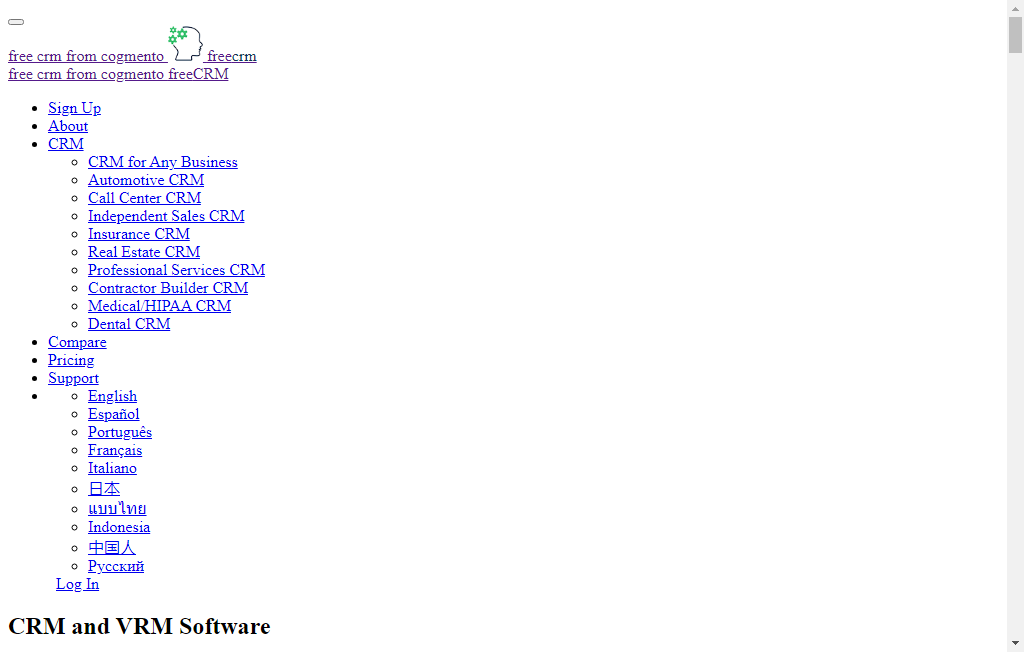 free crm from cogmento freecrm
free crm from cogmento freeCRM
Sign Up
About
CRM
CRM for Any Business
Automotive CRM
Call Center CRM
Independent Sales CRM
Insurance CRM
Real Estate CRM
Professional Services CRM
Contractor Builder CRM
Medical/HIPAA CRM
Dental CRM
Compare
Pricing
Support
English
Español
Português
Français
Italiano
日本
แบบไทย
Indonesia
中国人
Русский
Log In
CRM and VRM Software